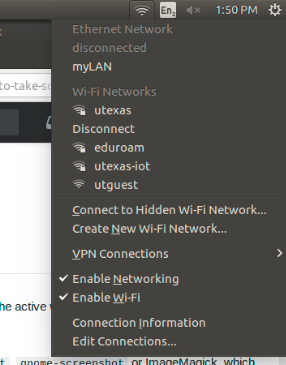 En₂ 1:50 PM
Ethernet Network
disconnected
myLAN
to-take-sc
Wi-Fi Networks
utexas
Disconnect
eduroam
utexas-iot
utguest
Connect to Hidden Wi-Fi Network...
Create New Wi-Fi Network...
VPN Connections
Enable Networking
Enable Wi-Fi
he active
Connection Information
Edit Connections...
gnome-screenshot or ImageMagick, which